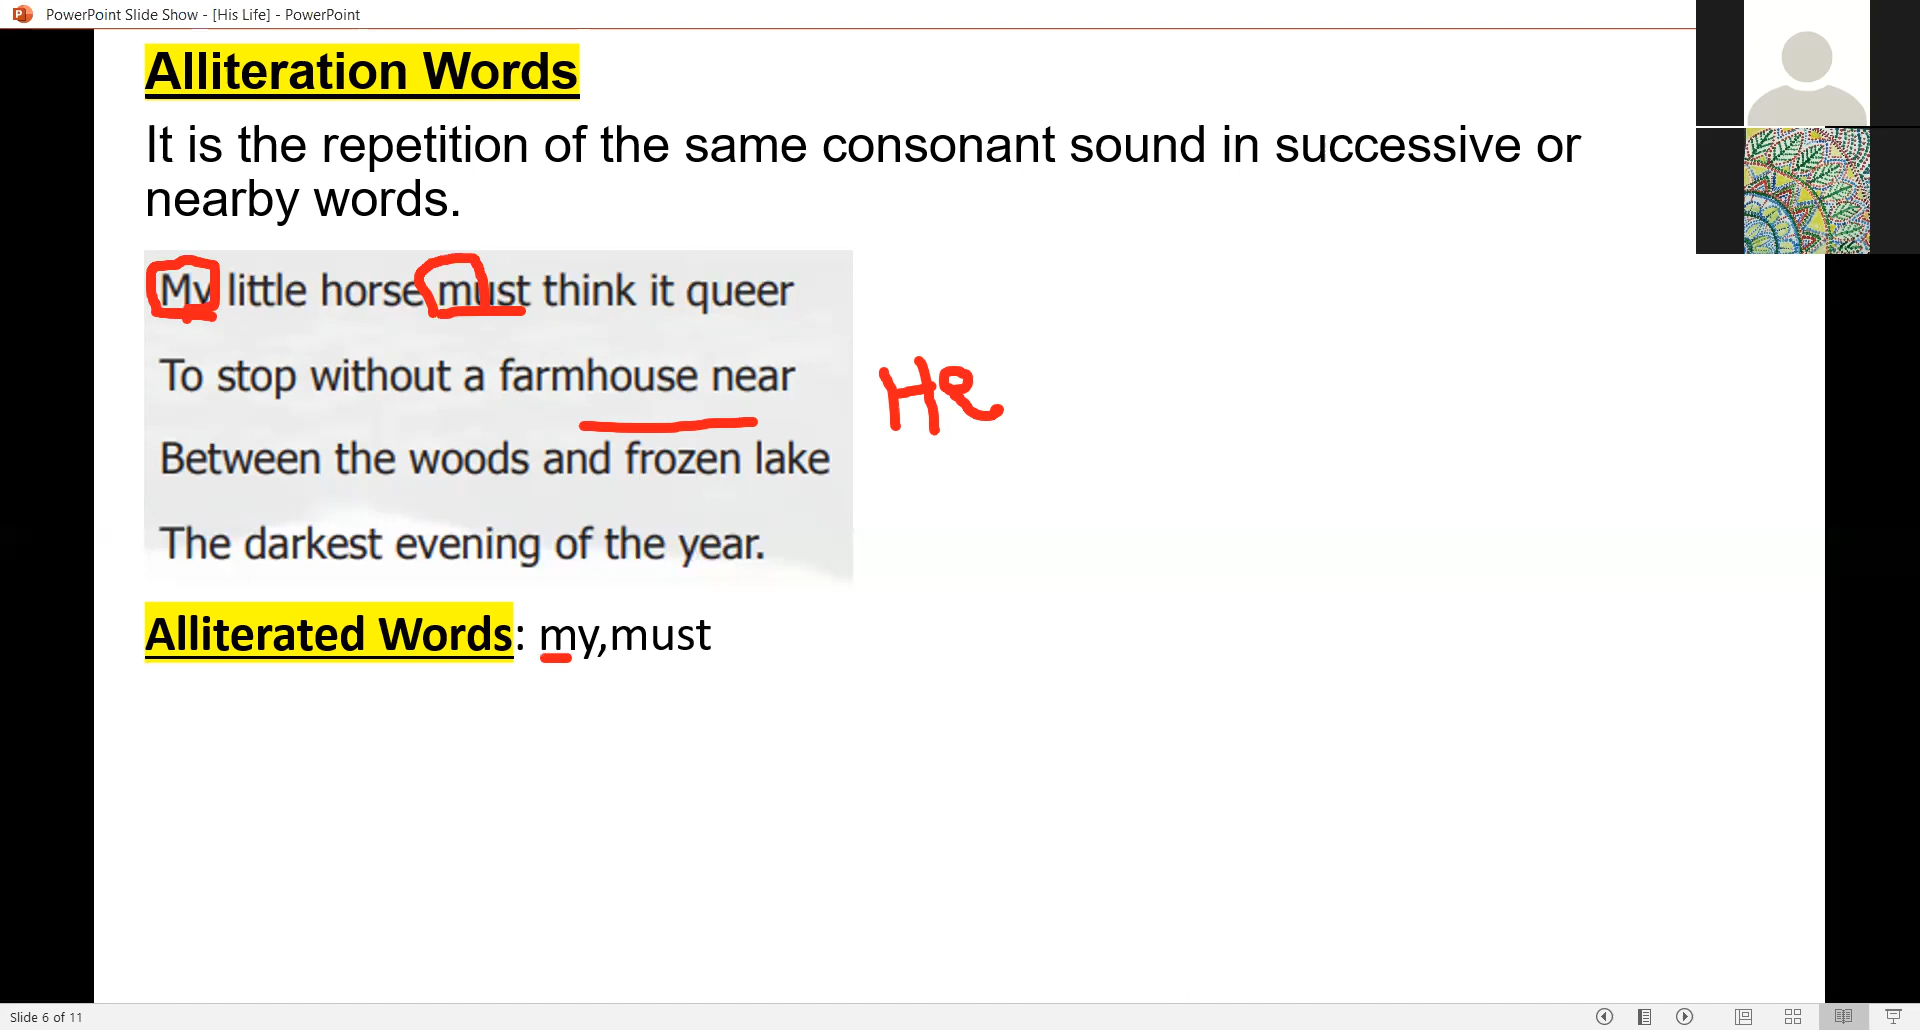 PowerPoint Slide Show - [His Life] - PowerPoint
Alliteration Words
It is the repetition of the same consonant sound in successive or
nearby words.
My little horse must think it queer
To stop without a farmhouse near
He
Between the woods and frozen lake
The darkest evening of the year.
Alliterated Words: my,must
Slide 6 of 11